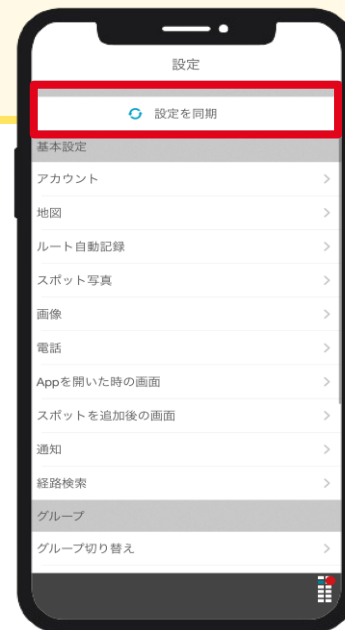 設定
設定を同期
基本設定
アカウント
地図
ルート自動記録
スポット写真
画像
電話
Appを開いた時の画面
スポットを追加後の画面
通知
経路検索
グループ
グループ切り替え